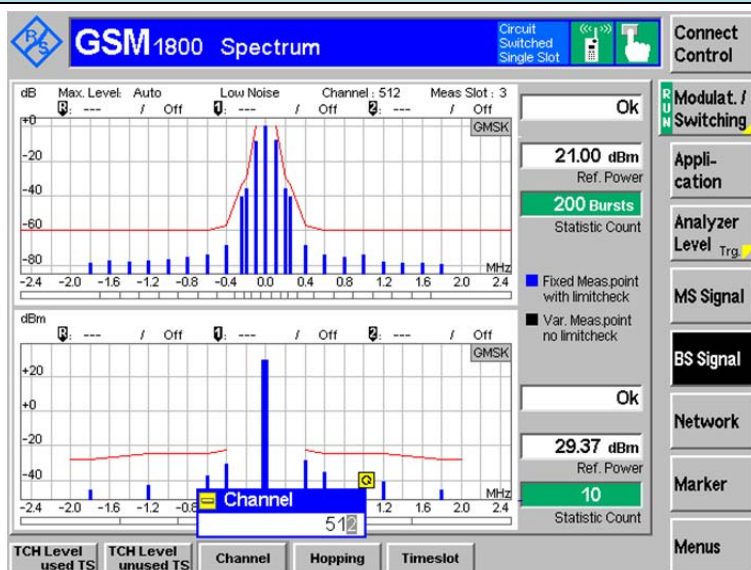 R/S
GSM 1800 Spectrum
Circuit Switched Single Slot
Connect Control
dB Max. Level: Auto Low Noise Channel : 512 Meas Slot : 3
R: --- / Off 1: --- / Off 2: --- / Off
GMSK
+0
-20
-40
-60
-80
MHz
-2.4 -2.0 -1.6 -1.2 -0.8 -0.4 0.0 0.4 0.8 1.2 1.6 2.0 2.4
Ok
21.00 dBm
Ref. Power
200 Bursts
Statistic Count
Fixed Meas.point
with limitcheck
Var. Meas.point
no limitcheck
dBm
R: --- / Off 1: --- / Off 2: --- / Off
GMSK
+20
+0
-20
-40
MHz
-2.4 -2.0 -1.6 -1.2 -0.8 1.2 1.6 2.0 2.4
Q
Channel
512
Ok
29.37 dBm
Ref. Power
10
Statistic Count
RUN
Modulat. /
Switching
Appli-
cation
Analyzer
Level Trg.
MS Signal
BS Signal
Network
Marker
Menus
TCH Level
used TS
TCH Level
unused TS
Channel
Hopping
Timeslot